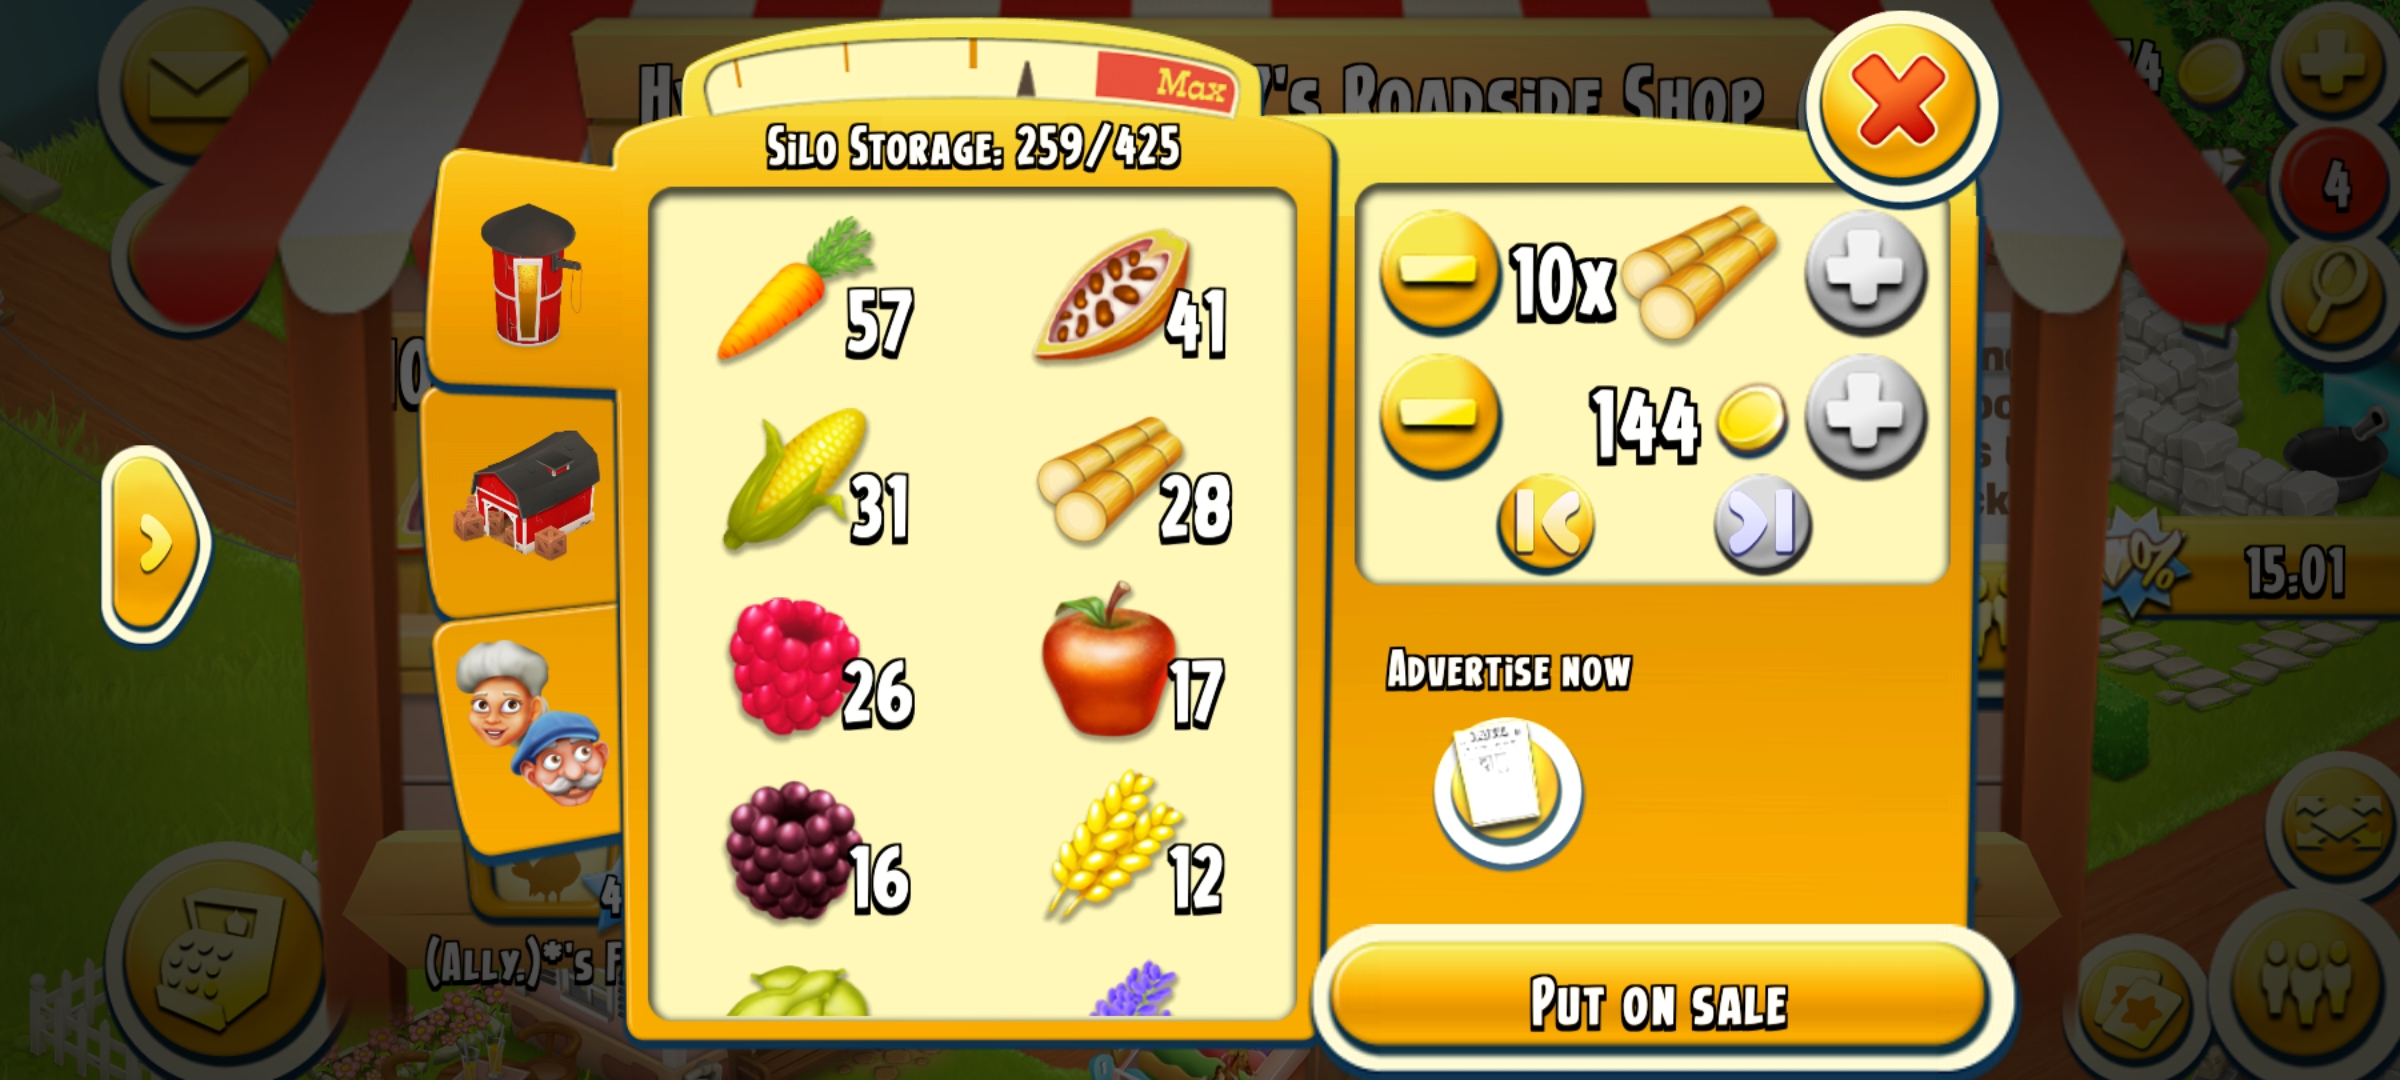 Max
'S ROADSIDE SHOP
SILO STORAGE: 259/425
4
57
41
10x
31
28
144
15:01
26
17
ADVERTISE NOW
16
12
(ALLY.)*'S F
PUT ON SALE